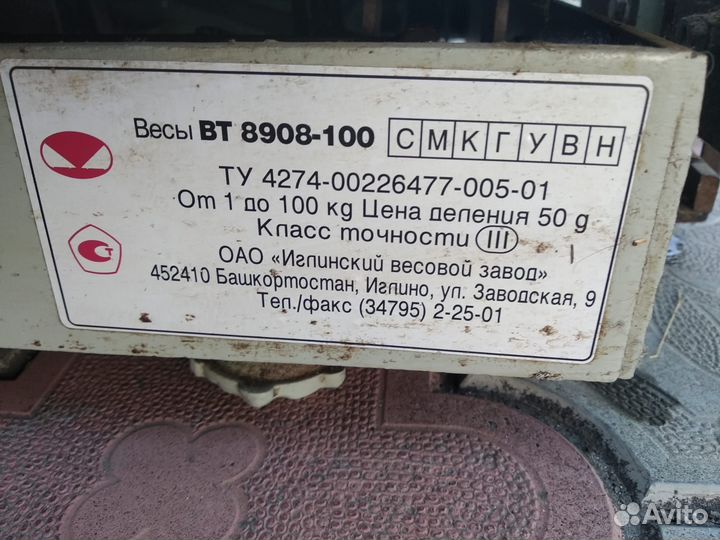 Весы ВТ 8908-100 С М К Г У В Н
ТУ 4274-00226477-005-01
От 1 до 100 kg Цена деления 50 g
Класс точности III
ОАО «Иглинский весовой завод»
452410 Башкортостан, Иглино, ул. Заводская, 9
Тел./факс (34795) 2-25-01
С Т
Avito